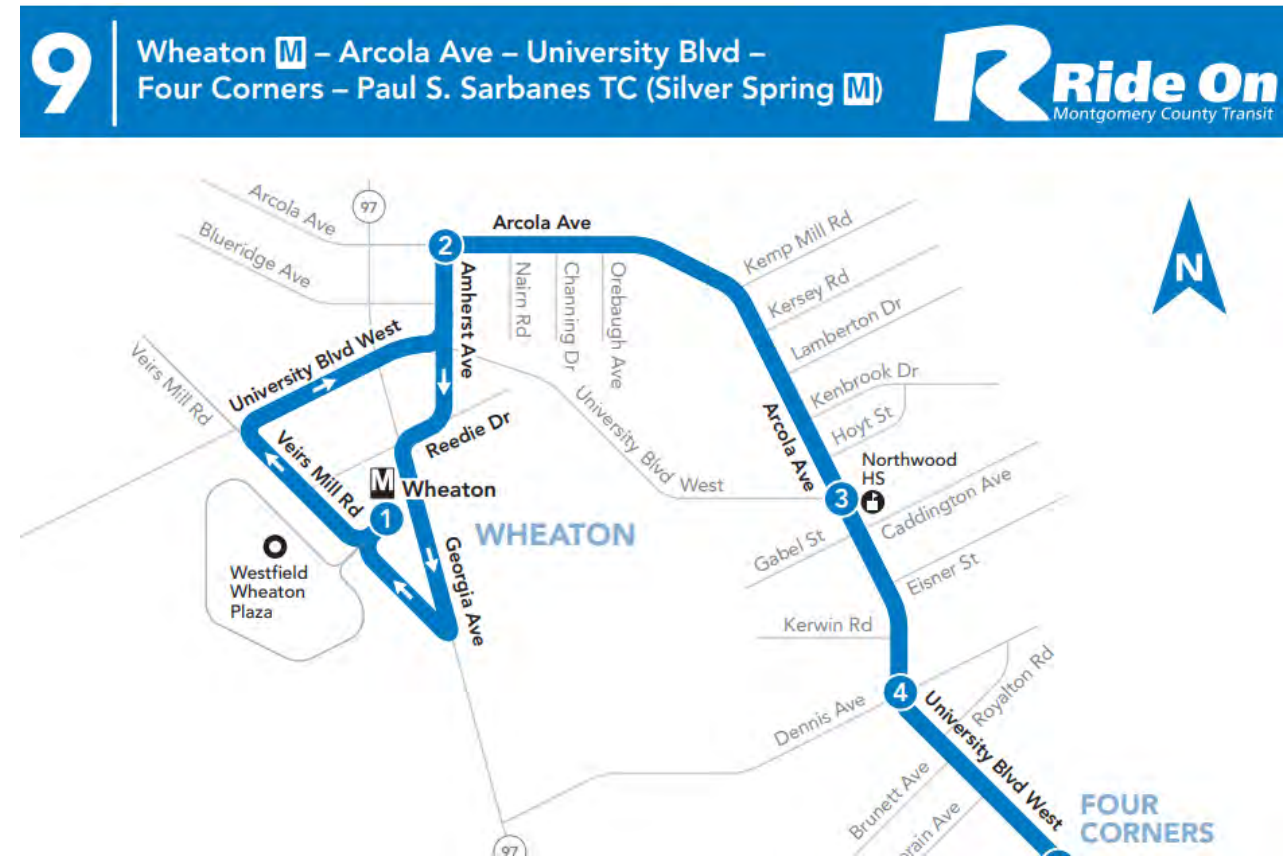 9
Wheaton M – Arcola Ave – University Blvd –
Four Corners – Paul S. Sarbanes TC (Silver Spring M)
R Ride On
Montgomery County Transit
N
Arcola Ave
97
Blueridge Ave
2
Arcola Ave
Amherst Ave
Nairn Rd
Channing Dr
Orebaugh Ave
Kemp Mill Rd
Kersey Rd
Lamberton Dr
Kenbrook Dr
Hoyt St
Veirs Mill Rd
University Blvd West
University Blvd West
Reedie Dr
Veirs Mill Rd
M Wheaton
1
WHEATON
Georgia Ave
Westfield
Wheaton
Plaza
Arcola Ave
3
Northwood
HS
Gabel St
Caddington Ave
Eisner St
Kerwin Rd
4
Dennis Ave
Royalton Rd
University Blvd West
Brunett Ave
FOUR
CORNERS
97